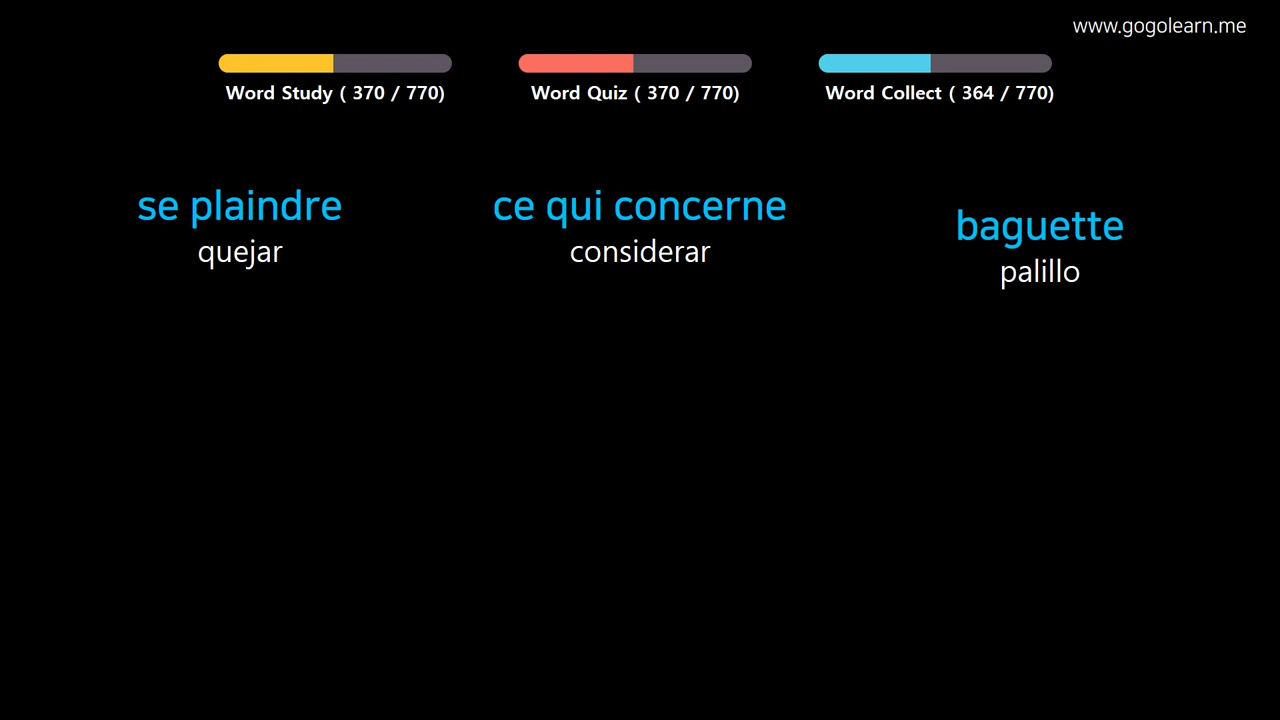 www.gogolearn.me
Word Study ( 370 / 770)
Word Quiz ( 370 / 770)
Word Collect ( 364 / 770)
se plaindre
quejar
ce qui concerne
considerar
baguette
palillo